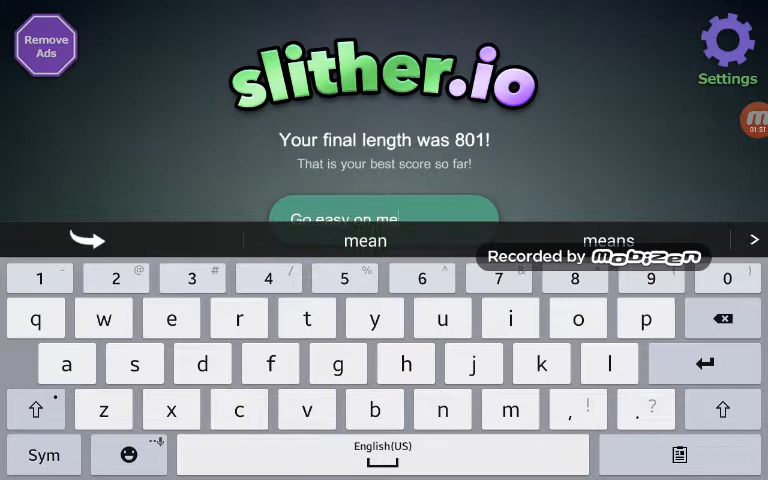 Remove
Ads
slither.io
Settings
Your final length was 801!
01:51
That is your best score so far!
Go easy on me
mean means >
Recorded by mobizen
1 - 2 @ 3 # 4 / 5 % 6 ^ 7 & 8 * 9 ( 0 )
q w e r t y u i o p
a s d f g h j k l
z x c v b n m , ! . ?
Sym English(US)